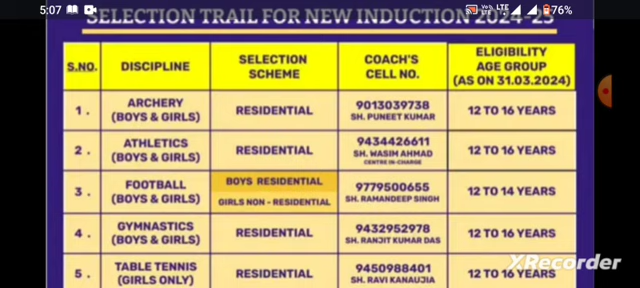 5:07
VoLTE LTE
76%
SELECTION TRAIL FOR NEW INDUCTION 2024-25
S.NO.
DISCIPLINE
SELECTION
SCHEME
COACH'S
CELL NO.
ELIGIBILITY
AGE GROUP
(AS ON 31.03.2024)
1 .
ARCHERY
(BOYS & GIRLS)
RESIDENTIAL
9013039738
SH. PUNEET KUMAR
12 TO 16 YEARS
2 .
ATHLETICS
(BOYS & GIRLS)
RESIDENTIAL
9434426611
SH. WASIM AHMAD
CENTRE IN-CHARGE
12 TO 16 YEARS
3 .
FOOTBALL
(BOYS & GIRLS)
BOYS RESIDENTIAL
GIRLS NON - RESIDENTIAL
9779500655
SH. RAMANDEEP SINGH
12 TO 14 YEARS
4 .
GYMNASTICS
(BOYS & GIRLS)
RESIDENTIAL
9432952978
SH. RANJIT KUMAR DAS
12 TO 16 YEARS
5 .
TABLE TENNIS
(GIRLS ONLY)
RESIDENTIAL
9450988401
SH. RAVI KANAUJIA
12 TO 16 YEARS
XRecorder